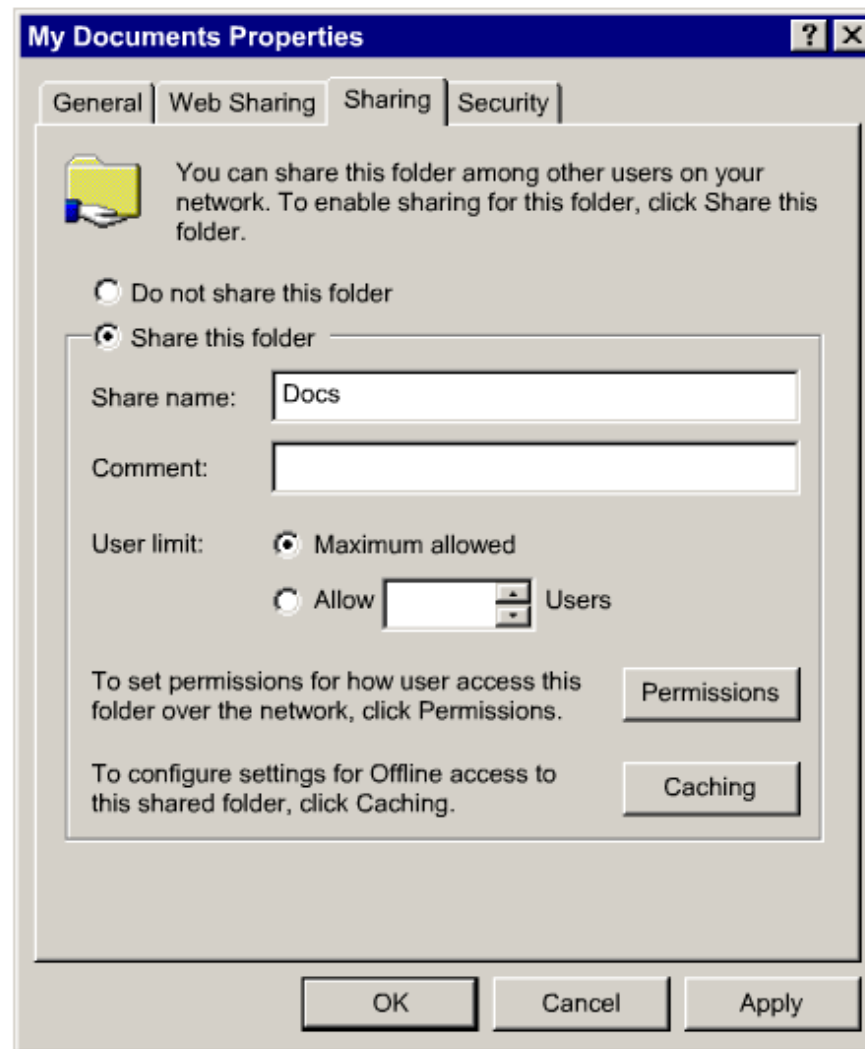 My Documents Properties
General Web Sharing Sharing Security
You can share this folder among other users on your
network. To enable sharing for this folder, click Share this
folder.
Do not share this folder
Share this folder
Share name: Docs
Comment:
User limit: Maximum allowed
Allow Users
To set permissions for how user access this
folder over the network, click Permissions.
Permissions
To configure settings for Offline access to
this shared folder, click Caching.
Caching
OK Cancel Apply